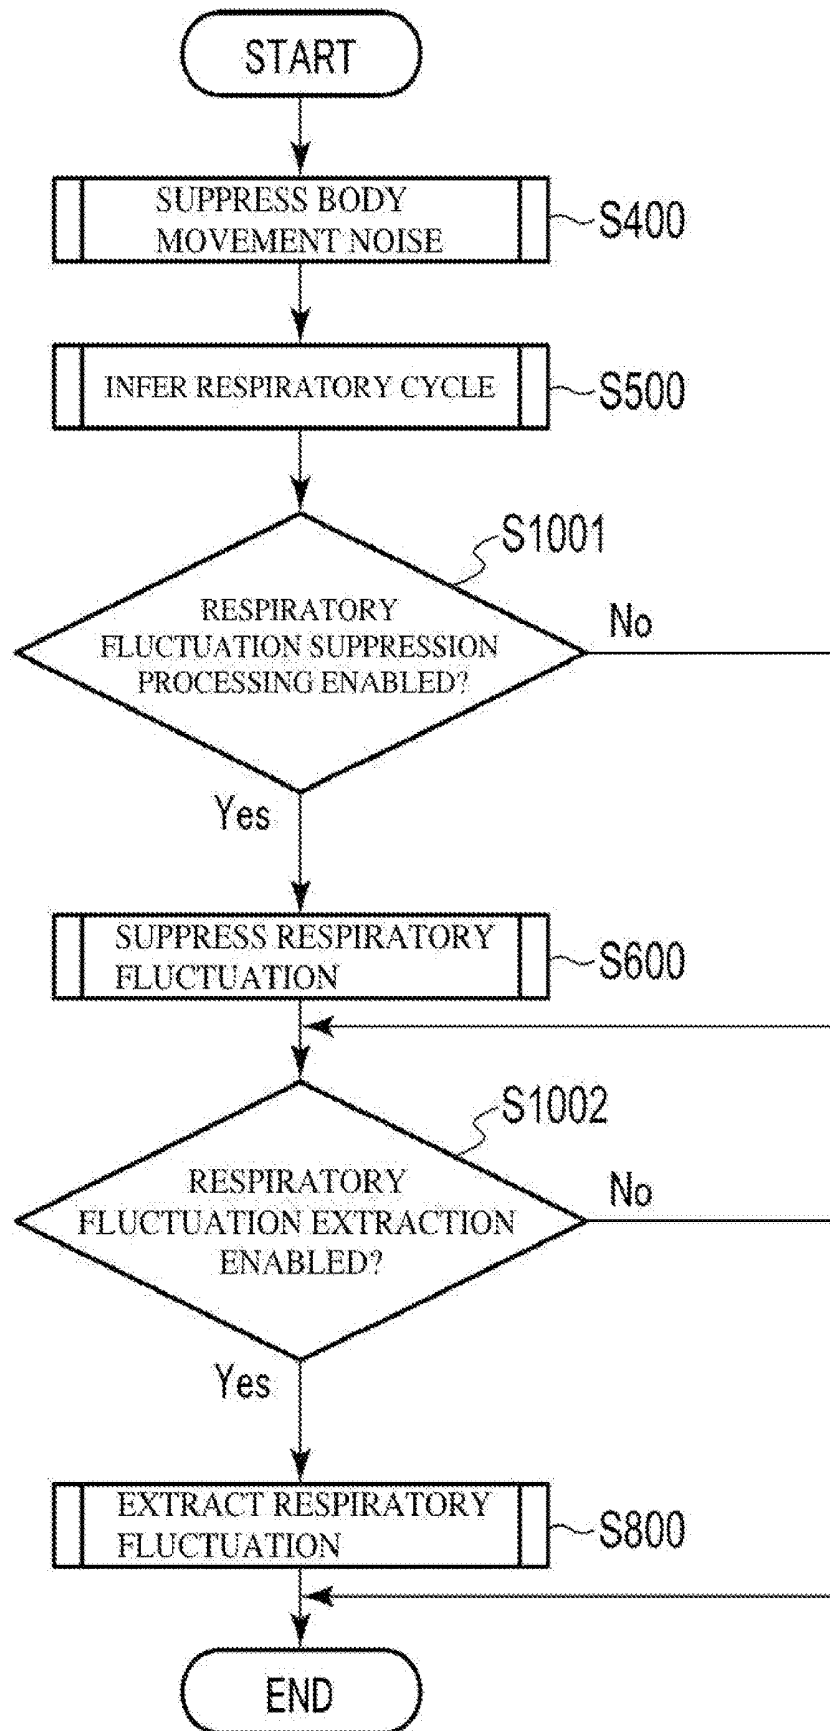 START
SUPPRESS BODY
MOVEMENT NOISE
S400
INFER RESPIRATORY CYCLE
S500
S1001
RESPIRATORY
FLUCTUATION SUPPRESSION
PROCESSING ENABLED?
No
Yes
SUPPRESS RESPIRATORY
FLUCTUATION
S600
S1002
RESPIRATORY
FLUCTUATION EXTRACTION
ENABLED?
No
Yes
EXTRACT RESPIRATORY
FLUCTUATION
S800
END